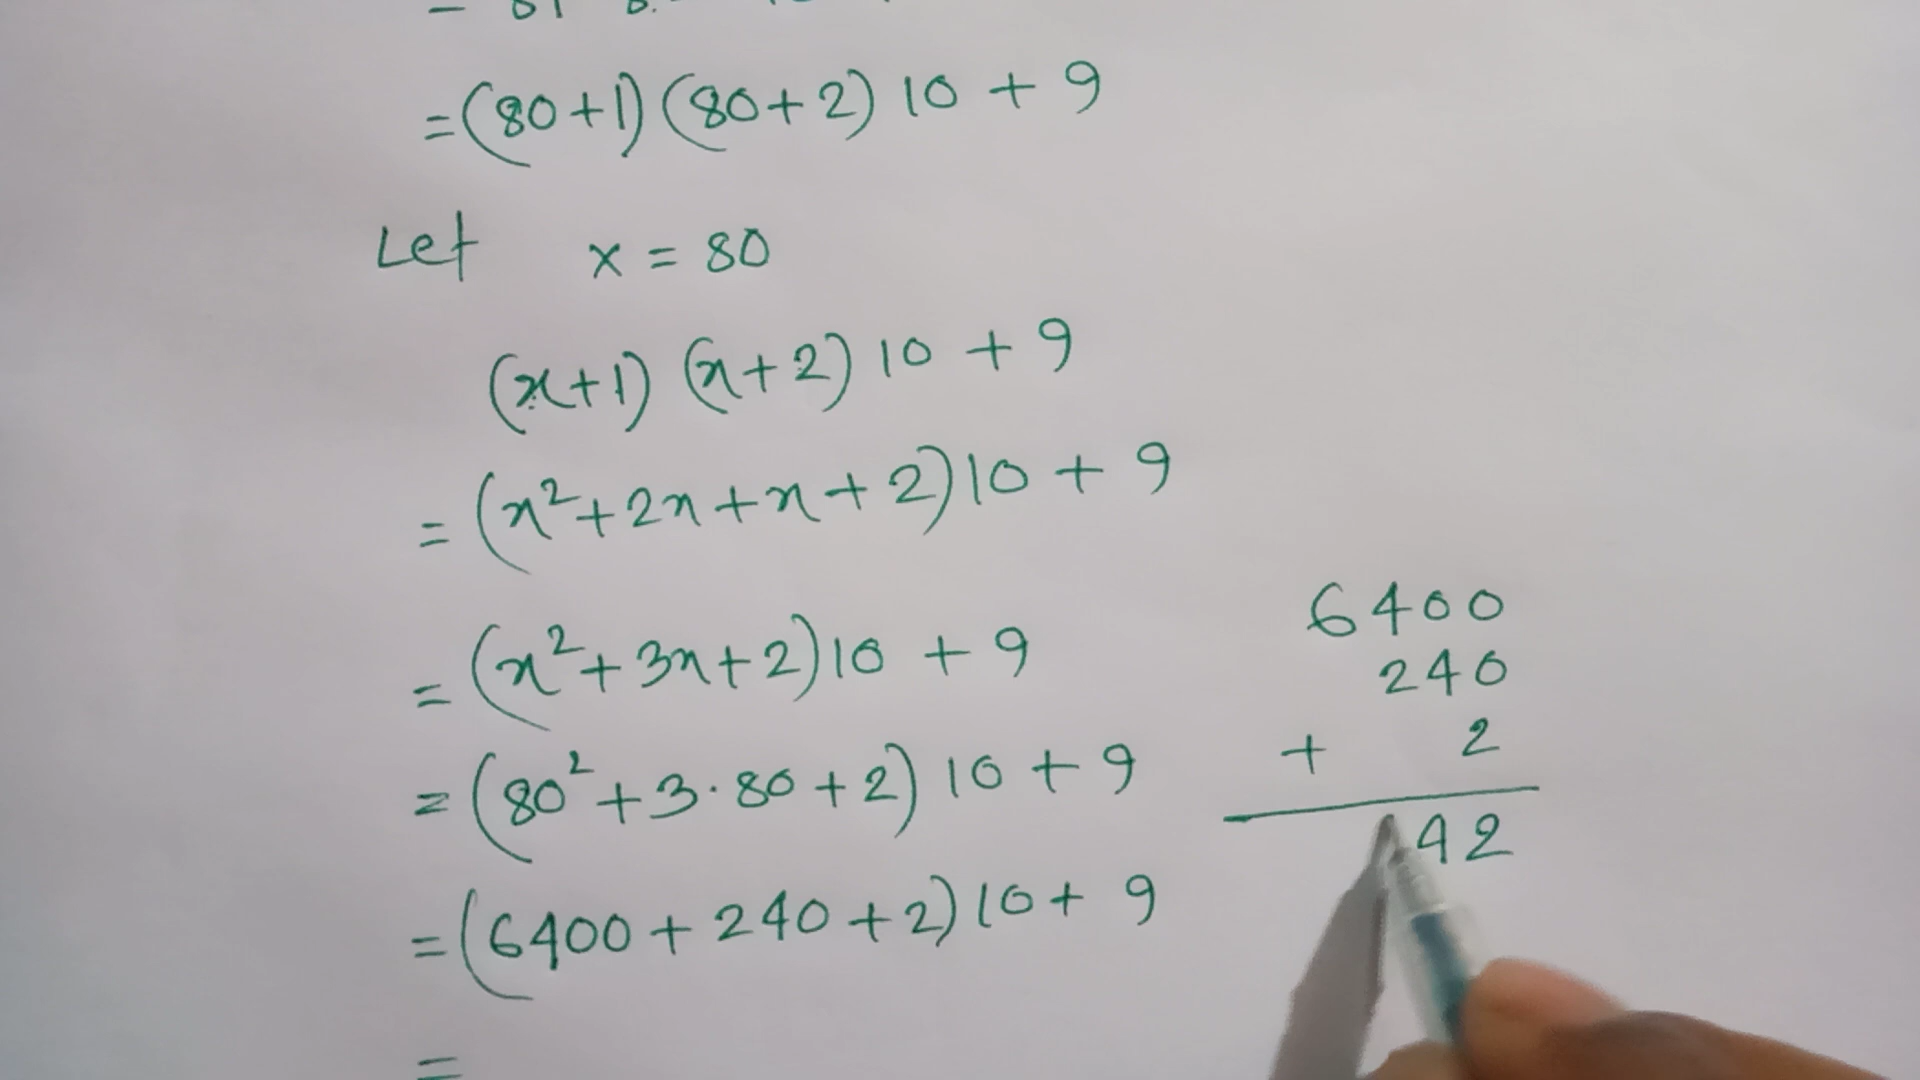 =(80+1)(80+2)10+9
Let x = 80
(x+1)(x+2)10+9
=(x²+2x+x+2)10+9
=(x²+3x+2)10+9
=(80²+3·80+2)10+9
=(6400+240+2)10+9
=
6400
240
+ 2
42